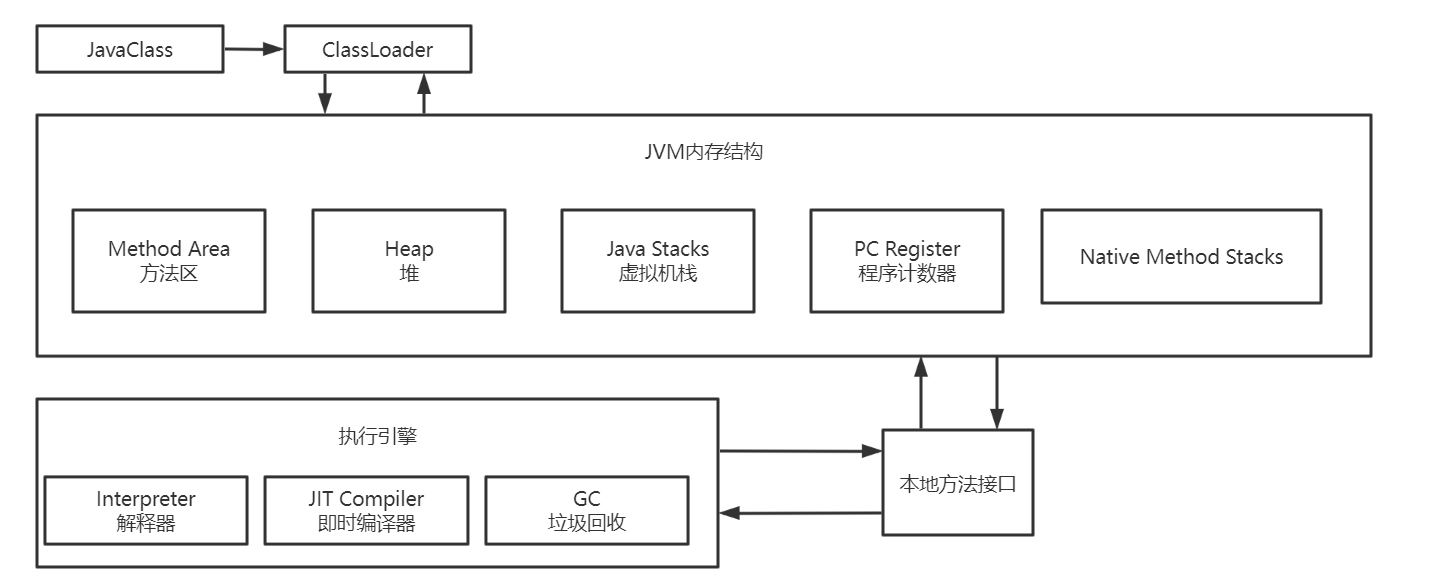 JavaClass
ClassLoader
JVM内存结构
Method Area
方法区
Heap
堆
Java Stacks
虚拟机栈
PC Register
程序计数器
Native Method Stacks
执行引擎
Interpreter
解释器
JIT Compiler
即时编译器
GC
垃圾回收
本地方法接口